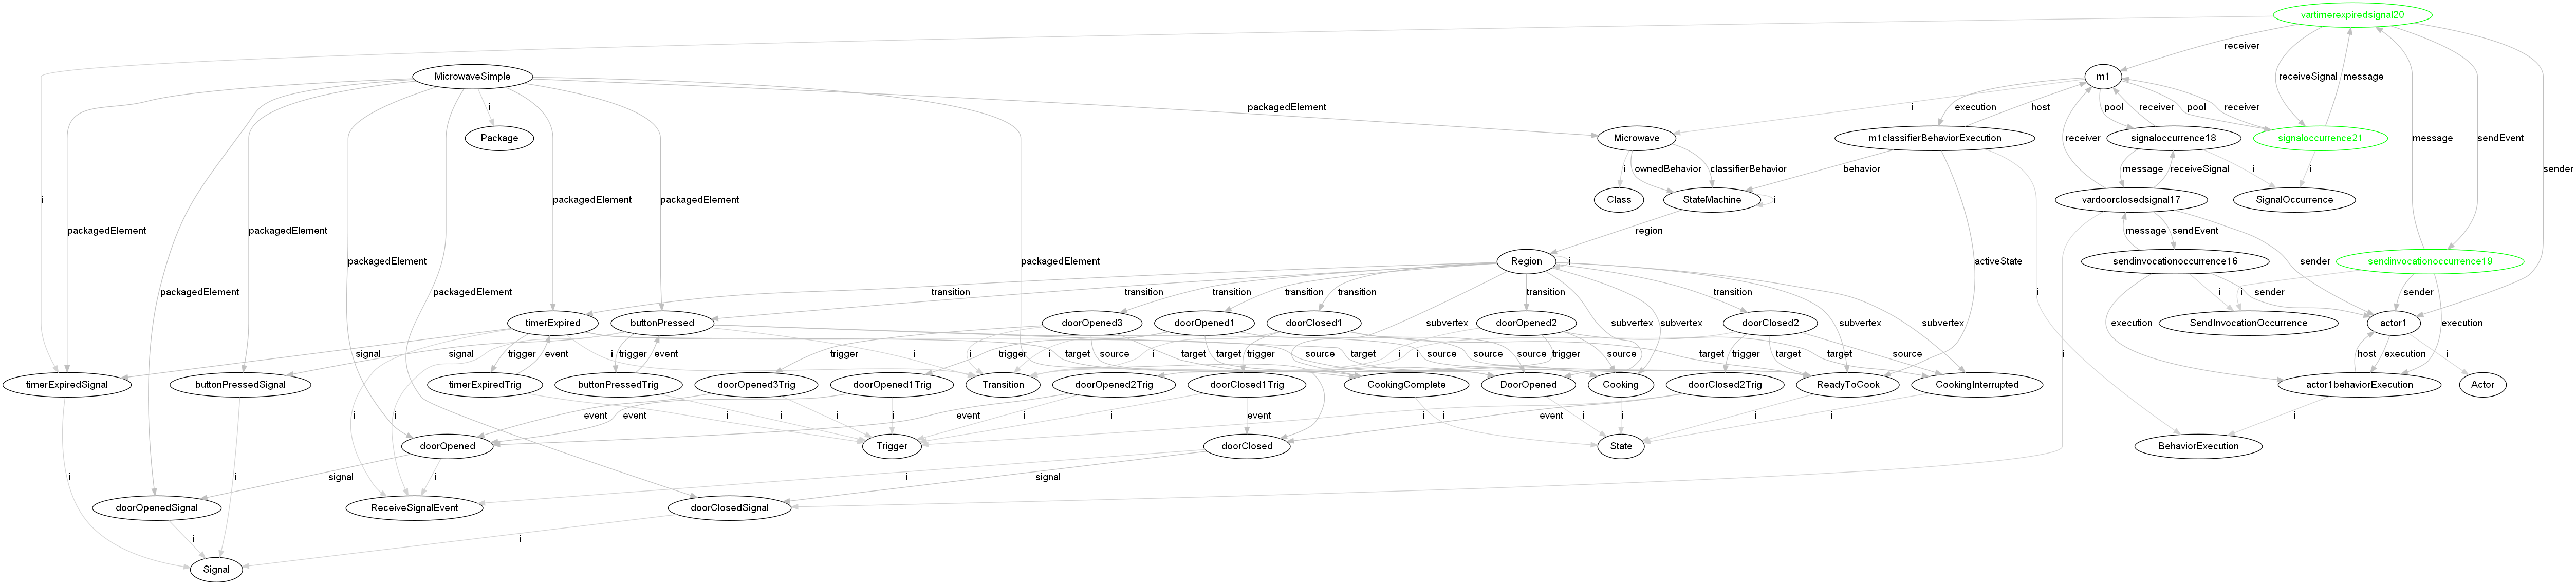 vartimerexpiredsignal20
receiver
MicrowaveSimple
m1
receiveSignal
message
i
packagedElement
i
execution
host
pool
receiver
pool
receiver
Package
Microwave
m1classifierBehaviorExecution
signaloccurrence18
signaloccurrence21
receiver
message
sendEvent
i
ownedBehavior
classifierBehavior
behavior
message
receiveSignal
i
i
sender
i
packagedElement
packagedElement
packagedElement
packagedElement
Class
StateMachine
i
vardoorclosedsignal17
SignalOccurrence
packagedElement
packagedElement
region
message
sendEvent
packagedElement
packagedElement
packagedElement
Region
i
activeState
sendinvocationoccurrence16
sender
sendinvocationoccurrence19
transition
transition
transition
transition
transition
transition
transition
i
i
sender
i
sender
timerExpired
buttonPressed
doorOpened3
doorOpened1
doorClosed1
subvertex
doorOpened2
subvertex
subvertex
doorClosed2
subvertex
subvertex
execution
SendInvocationOccurrence
actor1
execution
signal
trigger
event
signal
trigger
event
i
i
i
trigger
target
source
trigger
i
target
trigger
i
source
target
source
source
target
i
i
trigger
source
target
trigger
target
target
source
host
execution
i
timerExpiredSignal
buttonPressedSignal
timerExpiredTrig
buttonPressedTrig
doorOpened3Trig
doorOpened1Trig
Transition
doorOpened2Trig
doorClosed1Trig
CookingComplete
DoorOpened
Cooking
doorClosed2Trig
ReadyToCook
CookingInterrupted
actor1behaviorExecution
Actor
i
i
i
i
event
event
i
i
i
event
i
i
event
i
i
i
i
event
i
i
i
doorOpened
Trigger
doorClosed
State
BehaviorExecution
i
i
signal
i
i
signal
doorOpenedSignal
ReceiveSignalEvent
doorClosedSignal
i
i
Signal